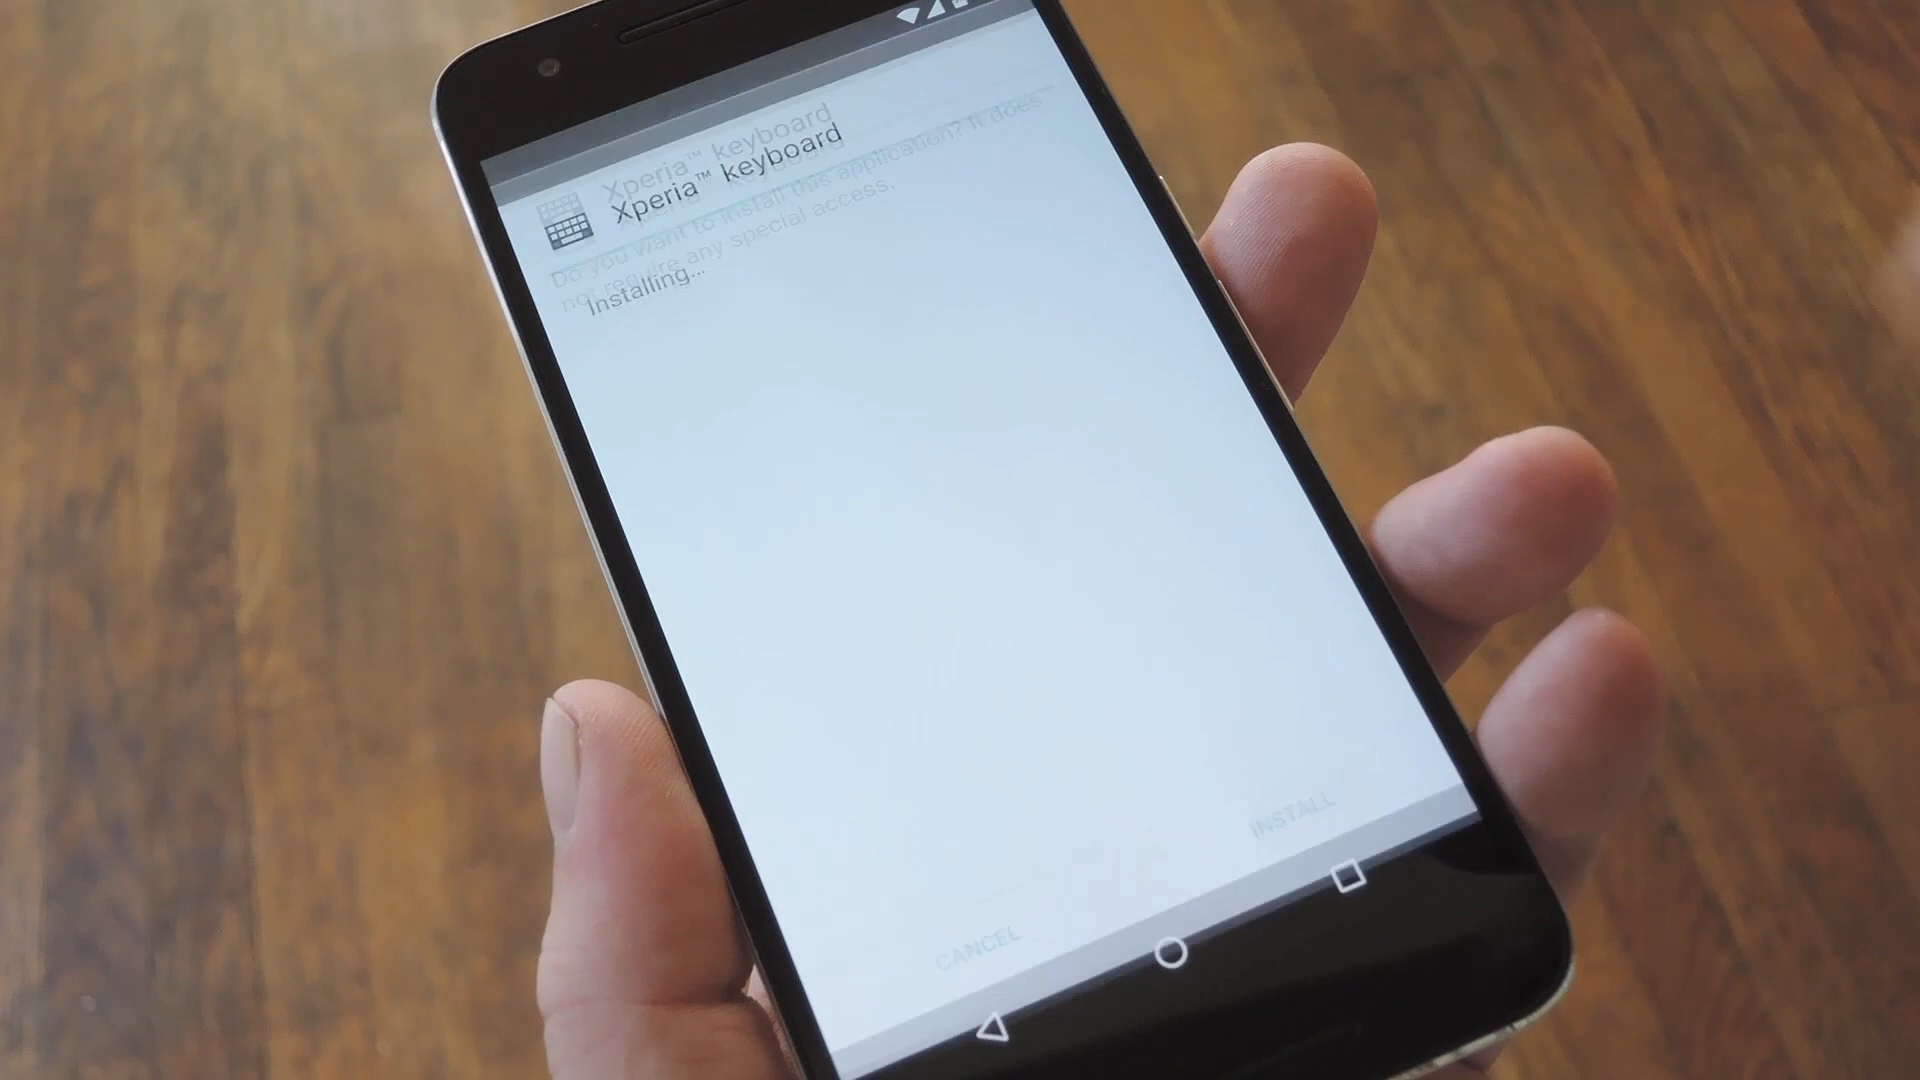 Xperia™ keyboard
Xperia™ keyboard
Do you want to install this application? It does
not require any special access.
Installing...
INSTALL
CANCEL